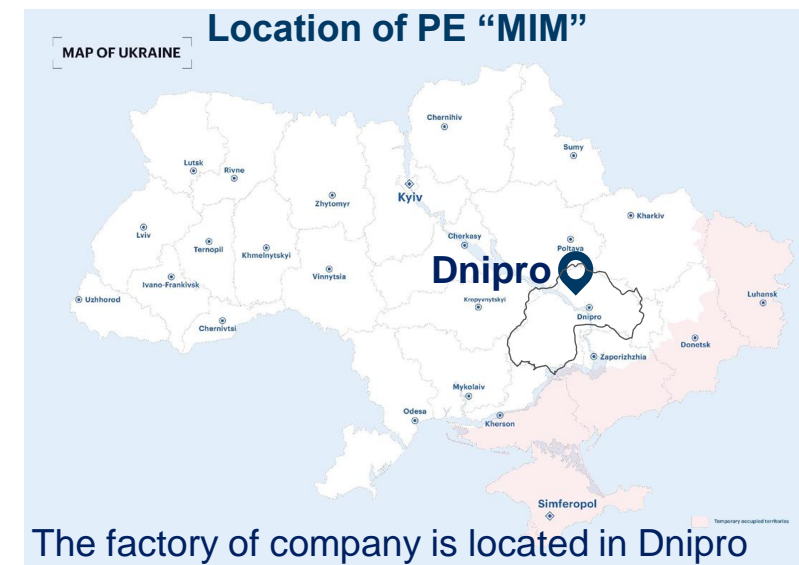 Location of PE “MIM”
MAP OF UKRAINE
Chernihiv
Sumy
Lutsk
Rivne
Kyiv
Zhytomyr
Kharkiv
Lviv
Ternopil
Khmelnytskyi
Cherkasy
Poltava
Dnipro
Vinnytsia
Ivano-Frankivsk
Uzhhorod
Kropyvnytskyi
Luhansk
Chernivtsi
Dnipro
Donetsk
Zaporizhzhia
Mykolaiv
Odesa
Kherson
Simferopol
Temporary occupied territories
The factory of company is located in Dnipro